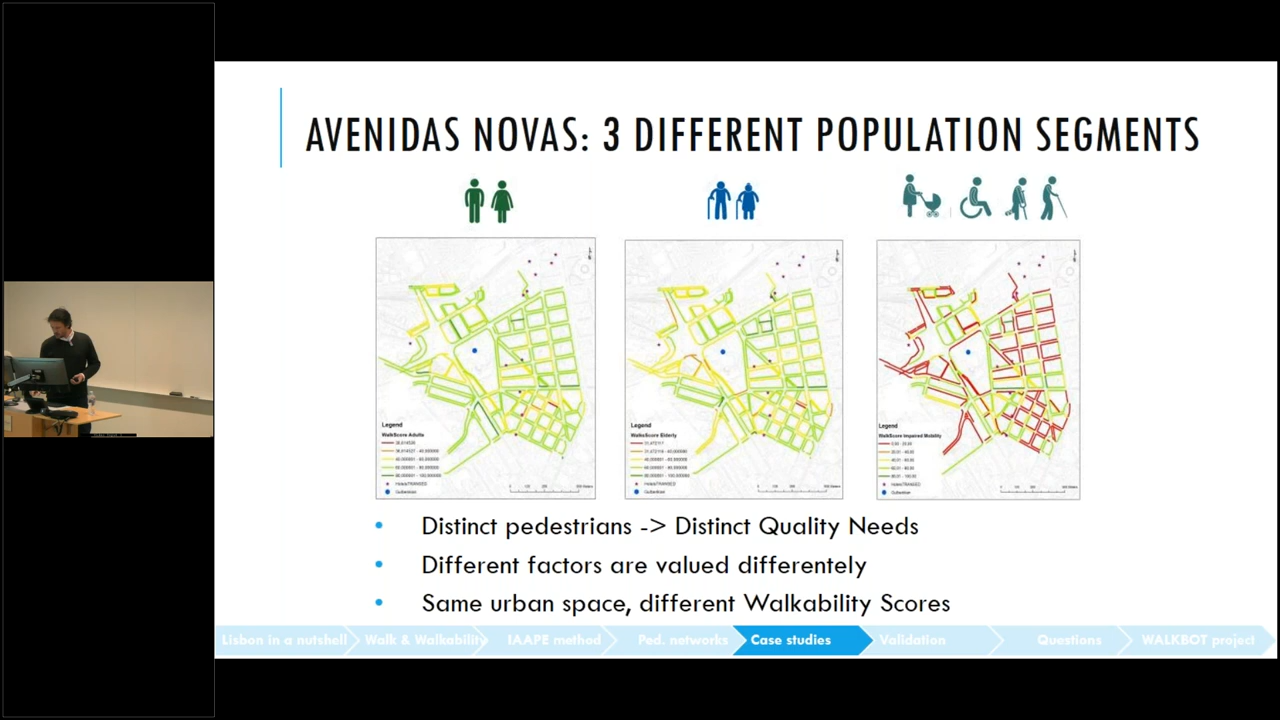 AVENIDAS NOVAS: 3 DIFFERENT POPULATION SEGMENTS
Legend
WalkScore Adults
Legend
WalkScore Elderly
Legend
WalkScore Impaired Mobility
• Distinct pedestrians -> Distinct Quality Needs
• Different factors are valued differentely
• Same urban space, different Walkability Scores
Lisbon in a nutshell
Walk & Walkability
IAAPE method
Ped. networks
Case studies
Validation
Questions
WALKBOT project